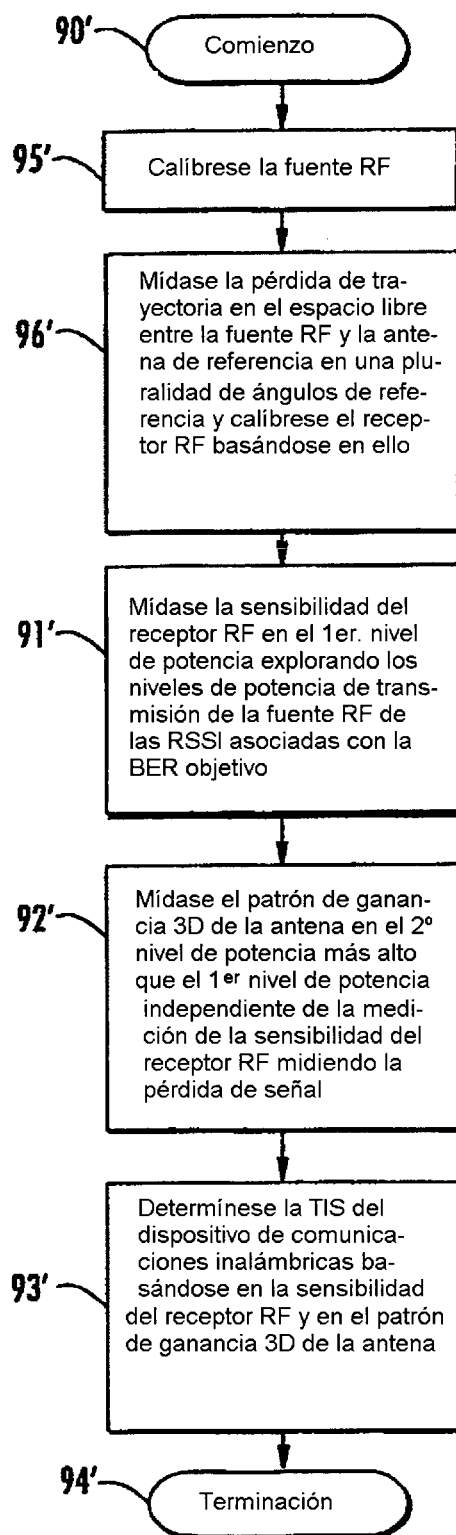 90'
Comienzo
95'
Calíbrese la fuente RF
96'
Mídase la pérdida de tra-
yectoria en el espacio libre
entre la fuente RF y la ante-
na de referencia en una plu-
ralidad de ángulos de refe-
rencia y calíbrese el recep-
tor RF basándose en ello
91'
Mídase la sensibilidad del
receptor RF en el 1er. nivel
de potencia explorando los
niveles de potencia de trans-
misión de la fuente RF de
las RSSI asociadas con la
BER objetivo
92'
Mídase el patrón de ganan-
cia 3D de la antena en el 2º
nivel de potencia más alto
que el 1er nivel de potencia
independiente de la medi-
ción de la sensibilidad del
receptor RF midiendo la
pérdida de señal
93'
Determínese la TIS del
dispositivo de comunica-
ciones inalámbricas ba-
sándose en la sensibilidad
del receptor RF y en el patrón
de ganancia 3D de la antena
94'
Terminación